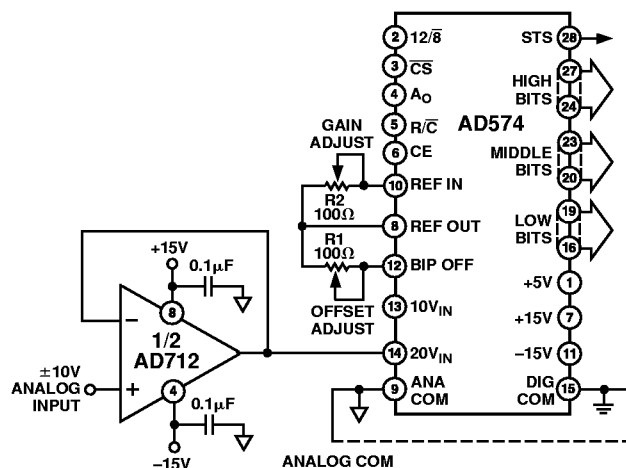 2 12/8̅ STS 28
3 C̅S̅ 27
HIGH
BITS
4 A₀ 24
AD574
5 R/C̅ 23
GAIN
ADJUST
6 CE MIDDLE
BITS
20
R2
100Ω
10 REF IN
19
8 REF OUT LOW
BITS
R1
100Ω
16
12 BIP OFF
+5V 1
OFFSET
ADJUST
13 10VIN
+15V 7
14 20VIN
–15V 11
9 ANA
COM
DIG
COM 15
+15V
0.1µF
8
–
1/2
AD712
±10V
ANALOG
INPUT
+
4
0.1µF
–15V
ANALOG COM